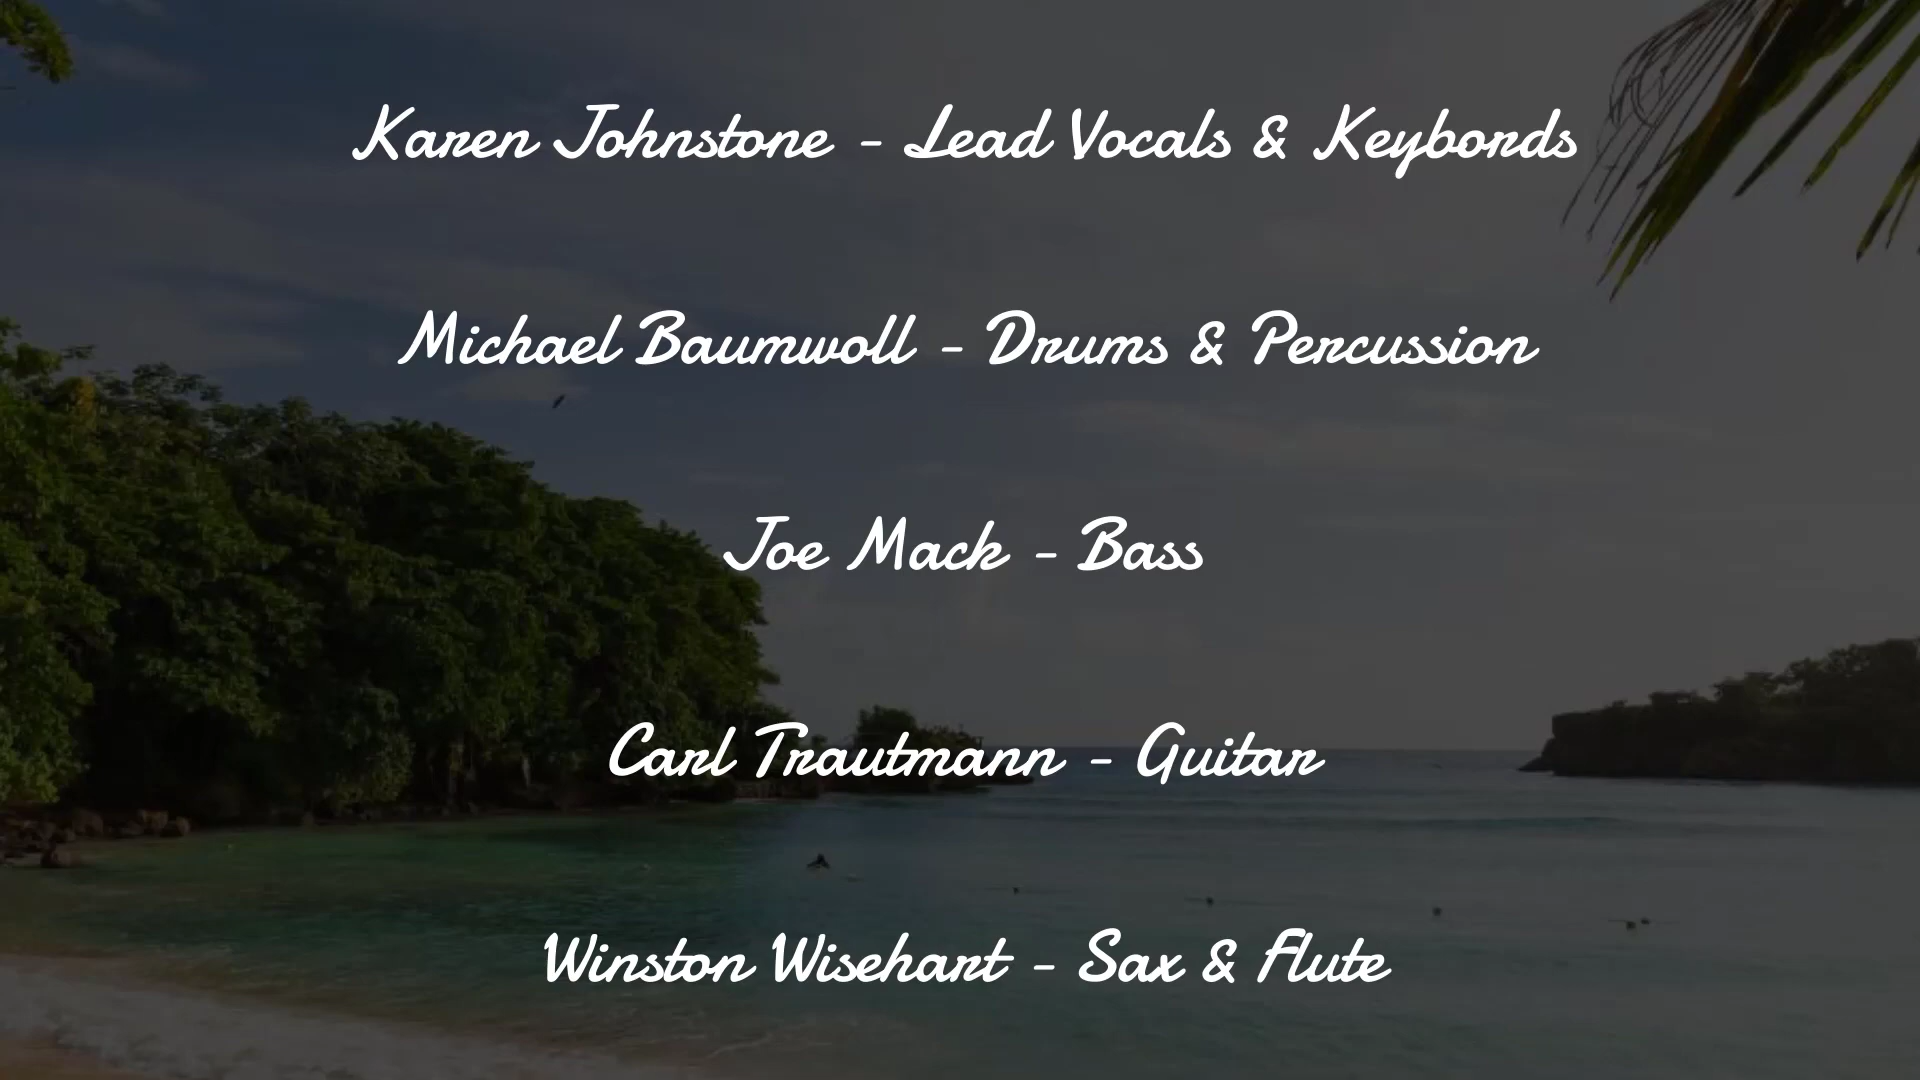 Karen Johnstone - Lead Vocals & Keybords
Michael Baumwoll - Drums & Percussion
Joe Mack - Bass
Carl Trautmann - Guitar
Winston Wisehart - Sax & Flute